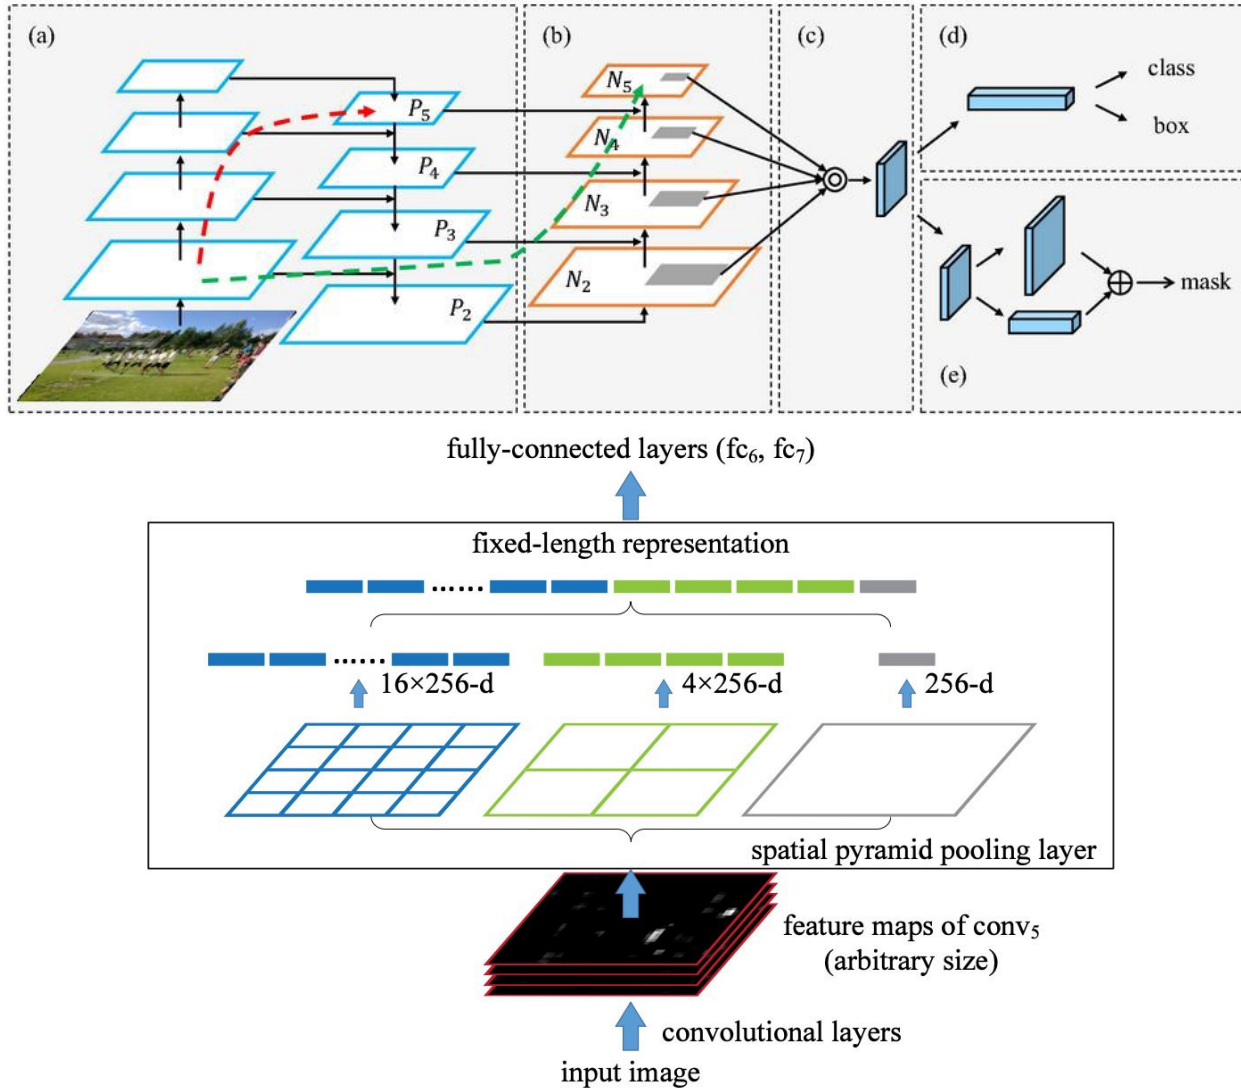 (a)
(b)
(c)
(d)
class
box
P5
P4
P3
P2
N5
N4
N3
N2
(e)
mask
fully-connected layers (fc6, fc7)
fixed-length representation
......
......
16×256-d
4×256-d
256-d
spatial pyramid pooling layer
feature maps of conv5
(arbitrary size)
convolutional layers
input image